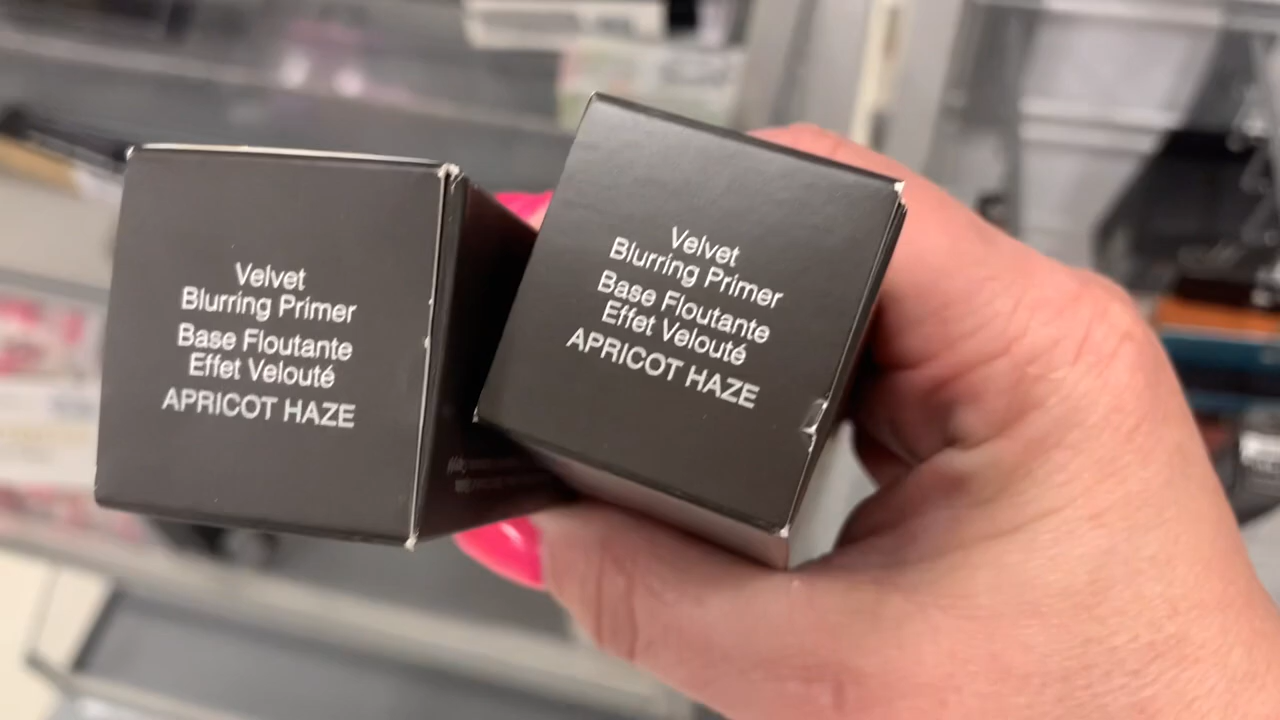 Velvet
Blurring Primer
Base Floutante
Effet Velouté
APRICOT HAZE
Velvet
Blurring Primer
Base Floutante
Effet Velouté
APRICOT HAZE